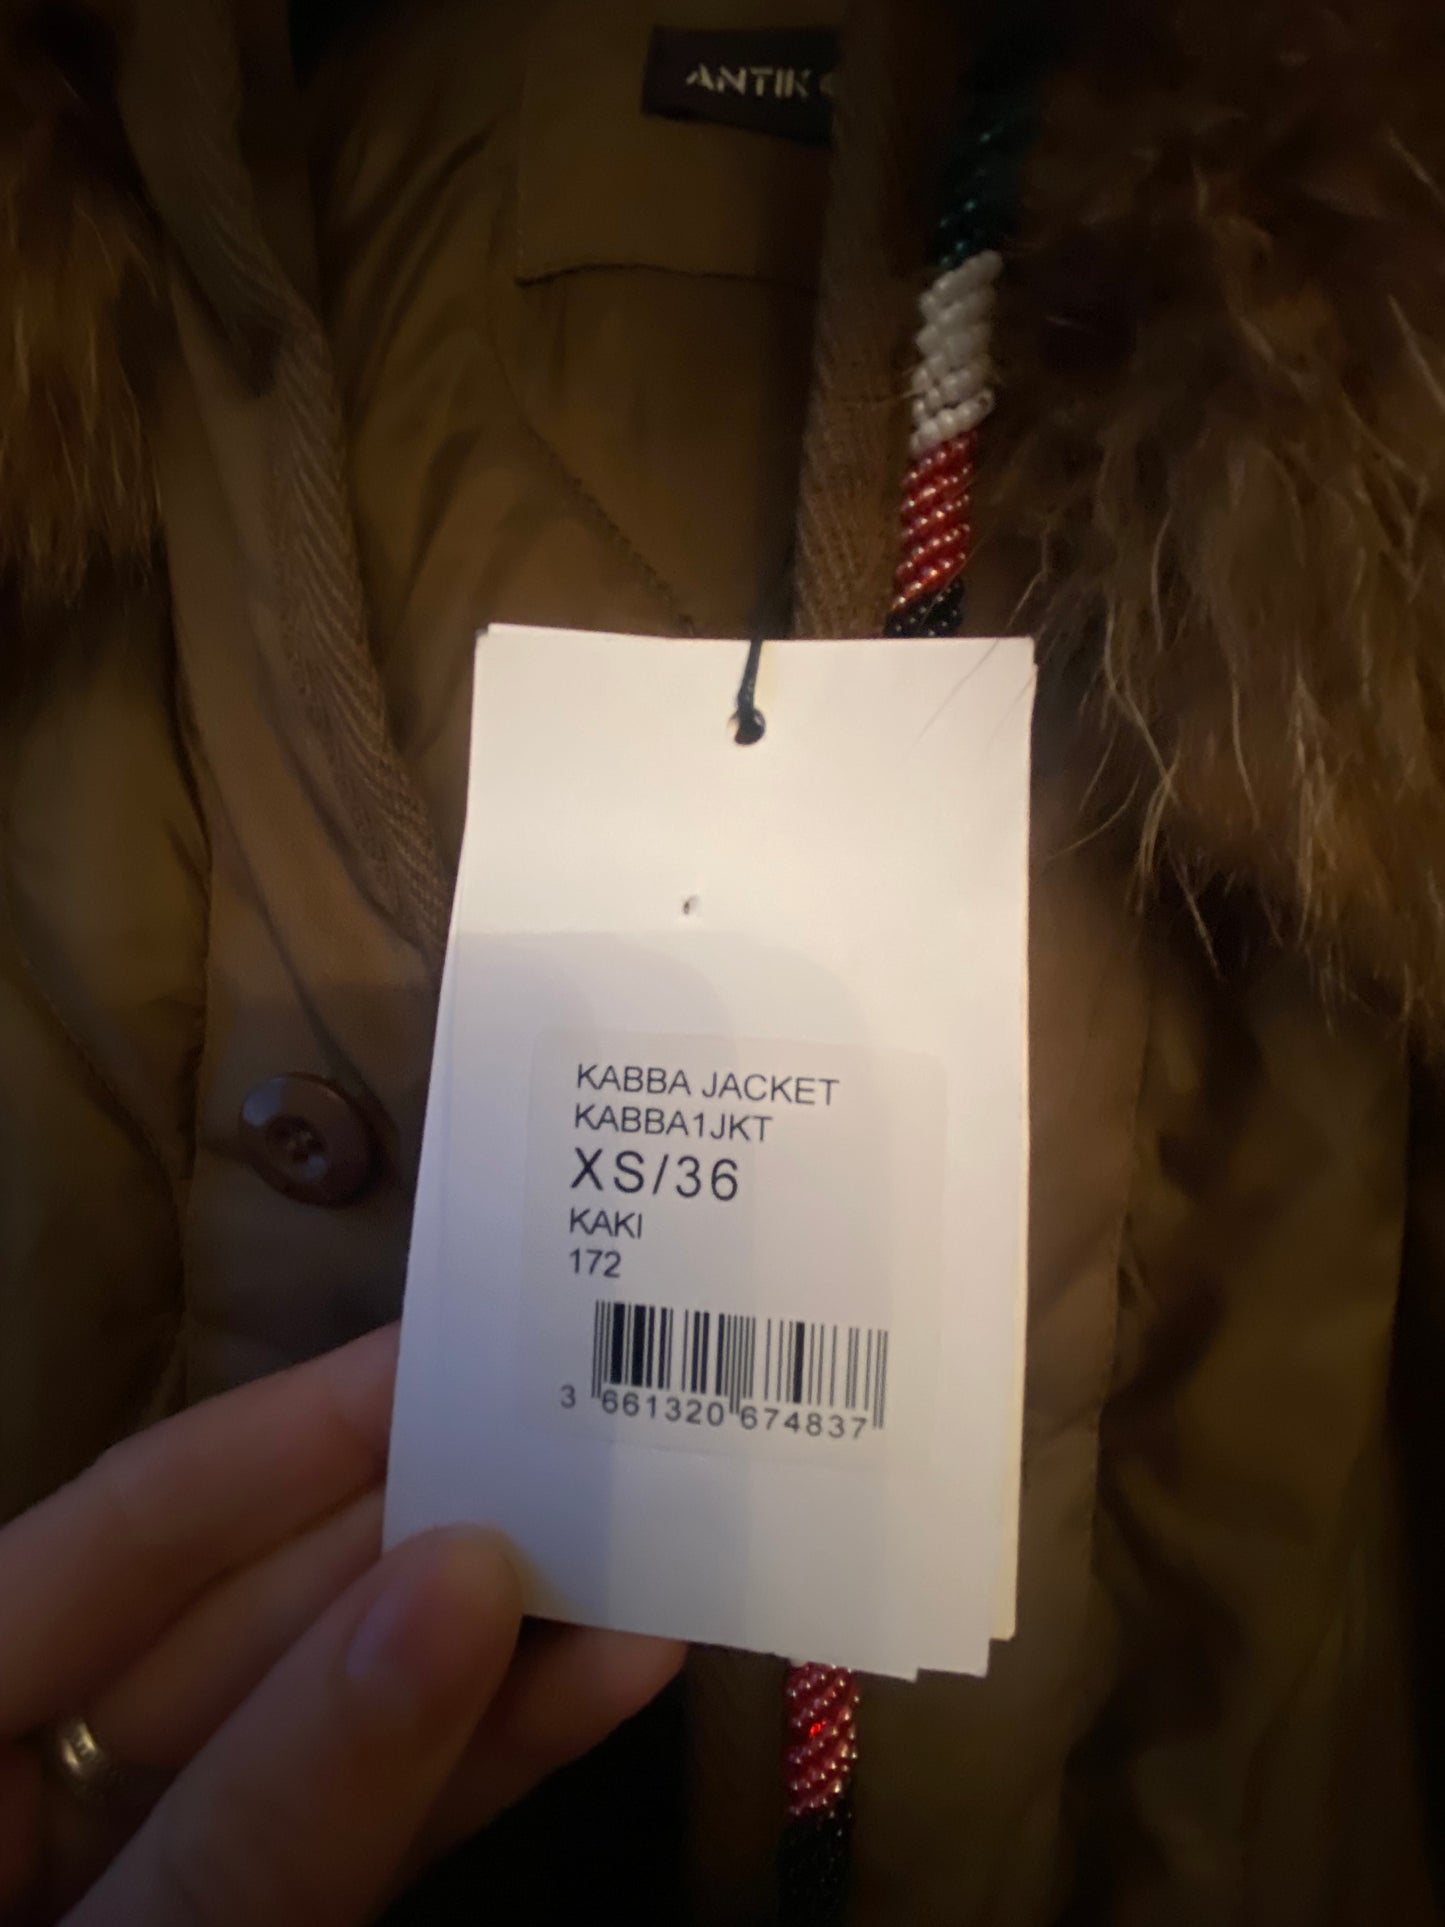 ANTIK
KABBA JACKET
KABBA1JKT
XS/36
KAKI
172
3 661320 674837